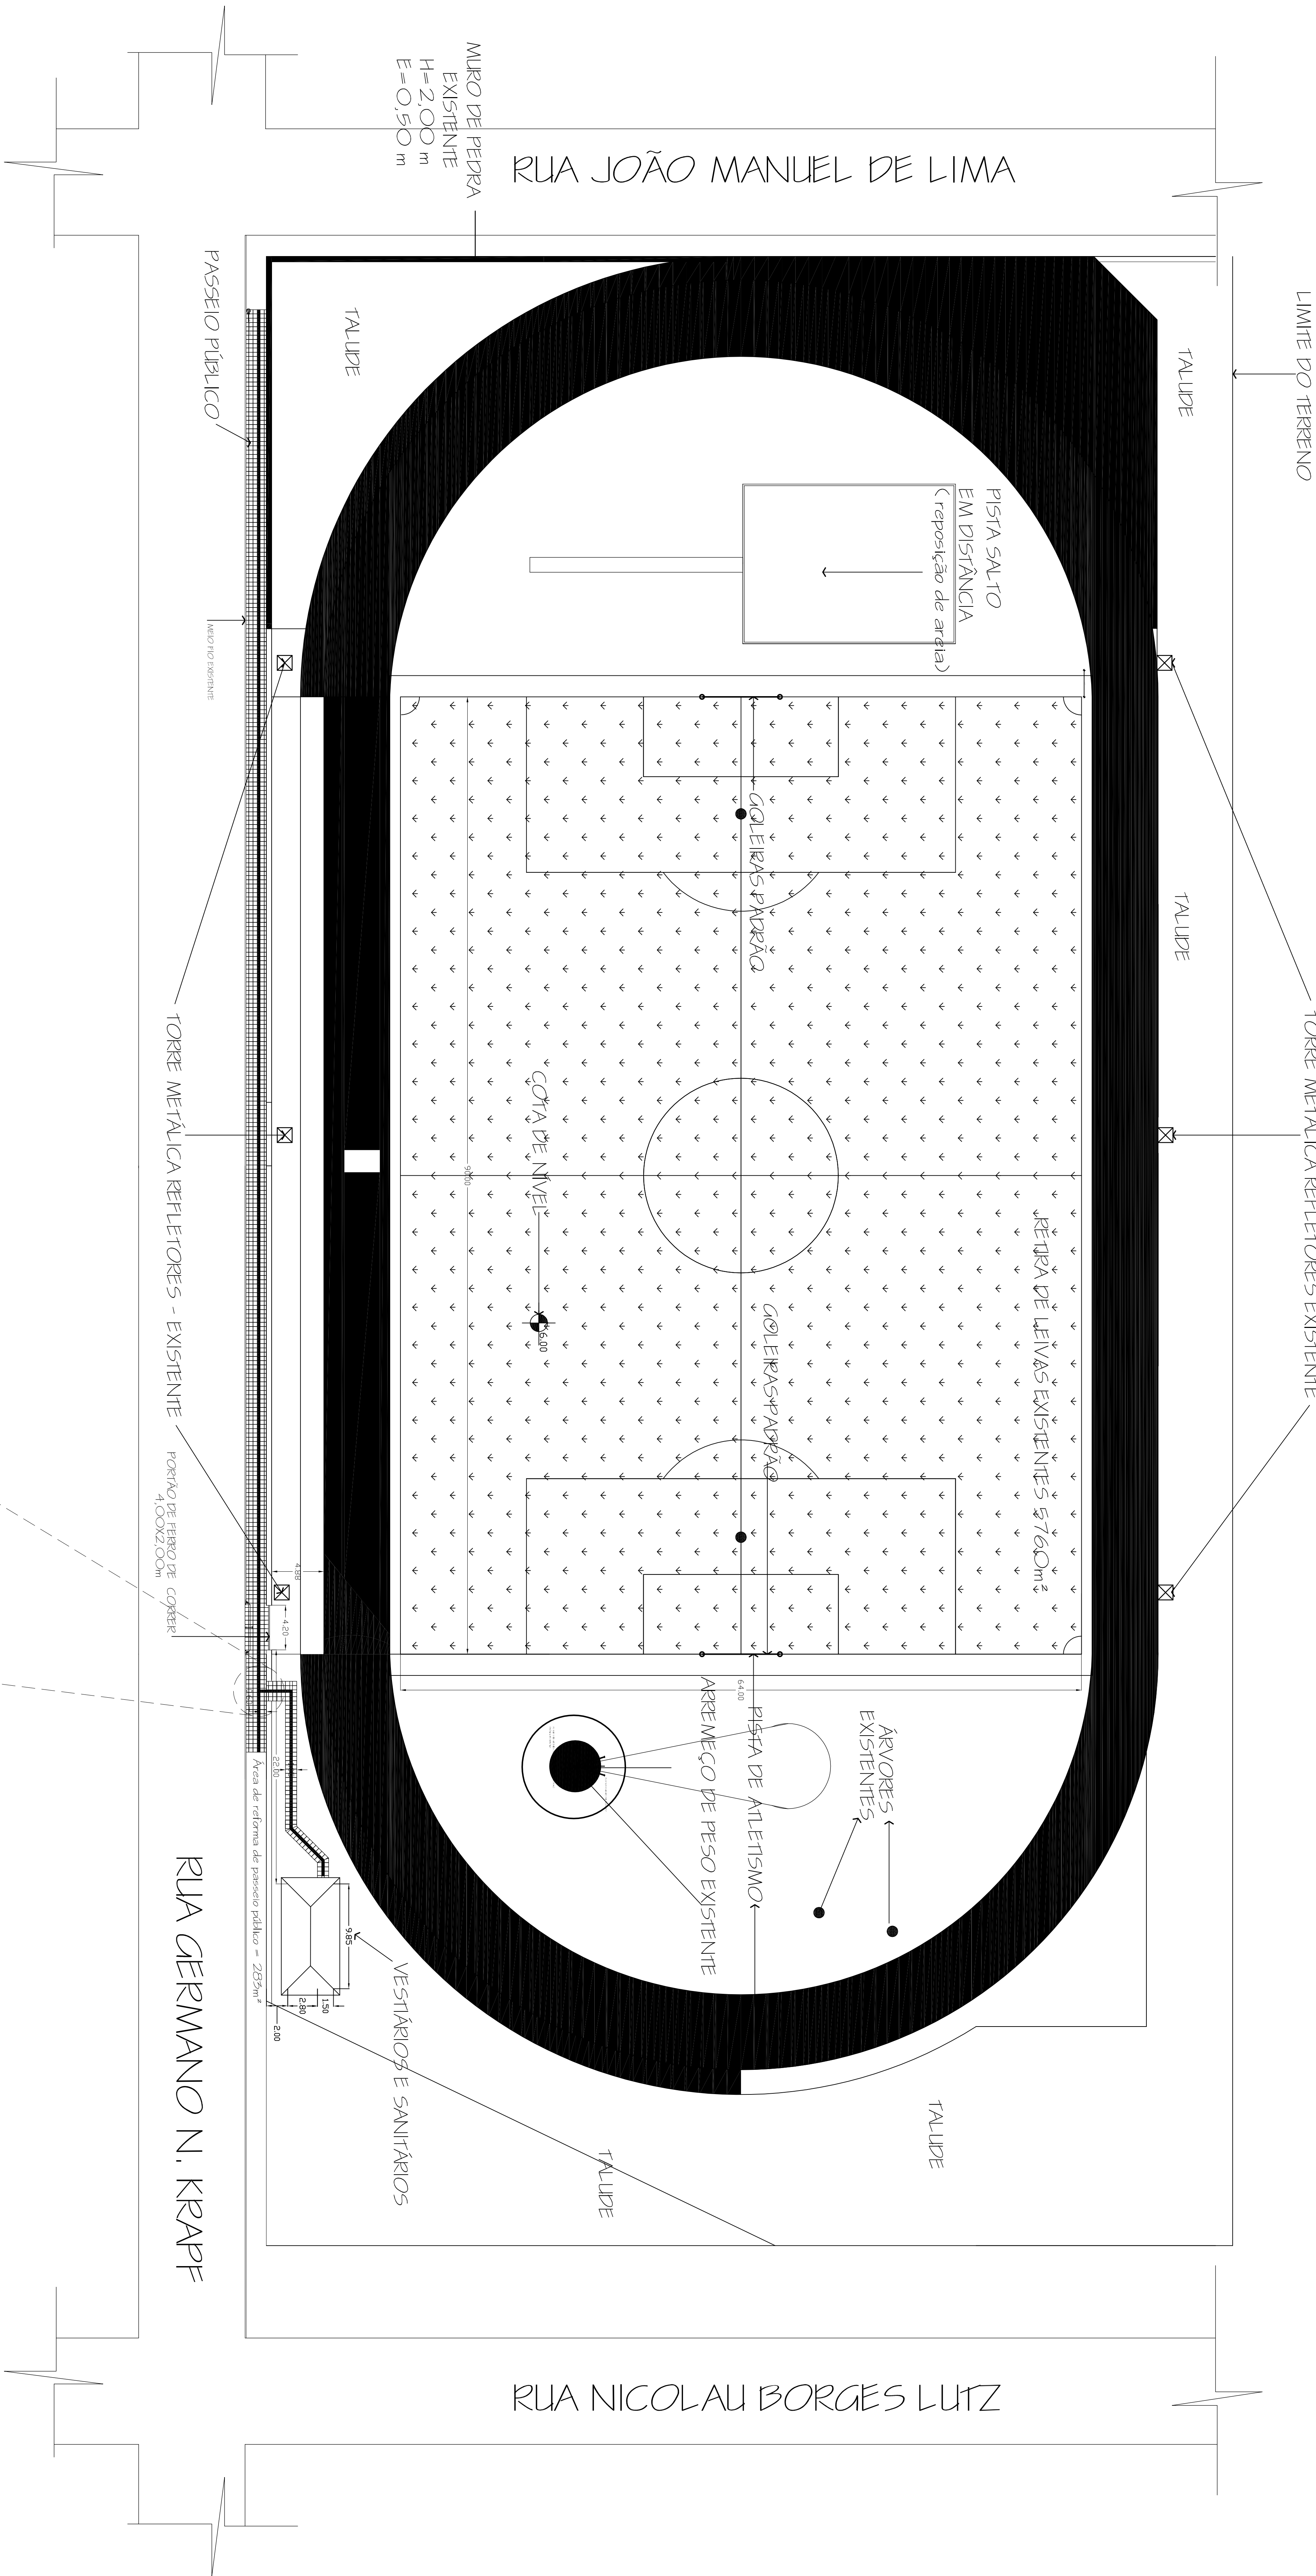 MURO DE PEDRA
EXISTENTE
H= 2,00 m
E= 0,50 m
RUA JOÃO MANUEL DE LIMA
LIMITE DO TERRENO
PASSEIO PÚBLICO
TALUDE
TALUDE
PISTA SALTO
EM DISTÂNCIA
( reposição de areia)
MEIO FIO EXISTENTE
TALUDE
GOLEIRAS PADRÃO
TORRE METÁLICA REFLETORES - EXISTENTE
TORRE METÁLICA REFLETORES EXISTENTE
COTA DE NÍVEL
90.00
6.00
RETIRA DE LEIVAS EXISTENTES 5760m²
GOLEIRAS PADRÃO
PORTÃO DE FERRO DE CORRER
4,00X2,00m
4.88
4.20
64.00
ARREMEÇO DE PESO EXISTENTE
PISTA DE ATLETISMO
ÁRVORES
EXISTENTES
22.00
Área de reforma de passeio público = 283m²
9.85
1.50
2.80
2.00
VESTIÁRIOS E SANITÁRIOS
RUA GERMANO N. KRAPF
TALUDE
TALUDE
RUA NICOLAU BORGES LUTZ